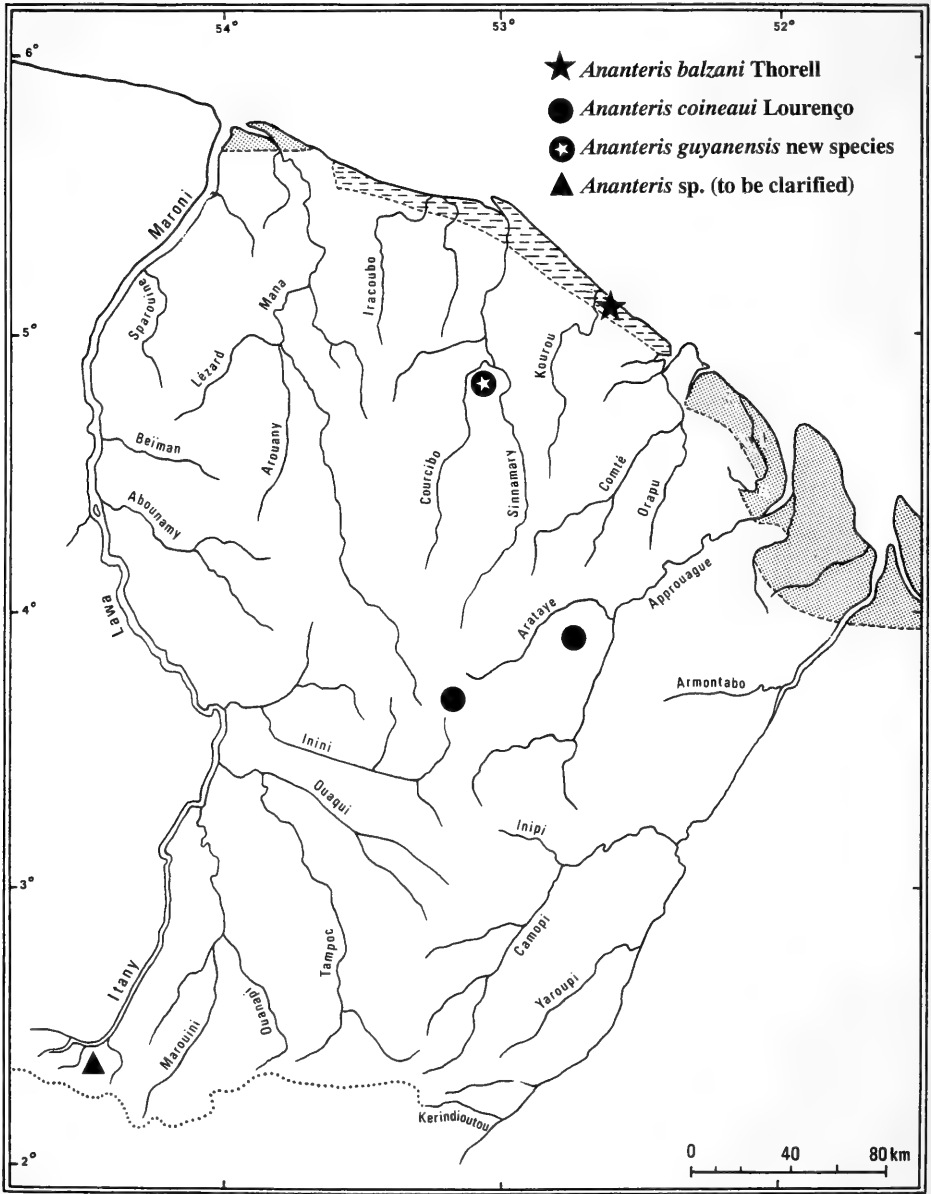 54°
53°
52°
6°
Ananteris balzani Thorell
Ananteris coineaui Lourenço
Ananteris guyanensis new species
Ananteris sp. (to be clarified)
Maroni
Sparouine
Mana
Iracoubo
5°
Lézard
Kourou
Beïman
Arouany
Courcibo
Sinnamary
Comté
Orapu
Abounamy
Approuague
4°
Lawa
Arataye
Armontabo
Inini
Ouaqui
Inipi
3°
Camopi
Tampoc
Yaroupi
Itany
Ouanapi
Marouini
Kerindioutou
0 40 80 km
2°